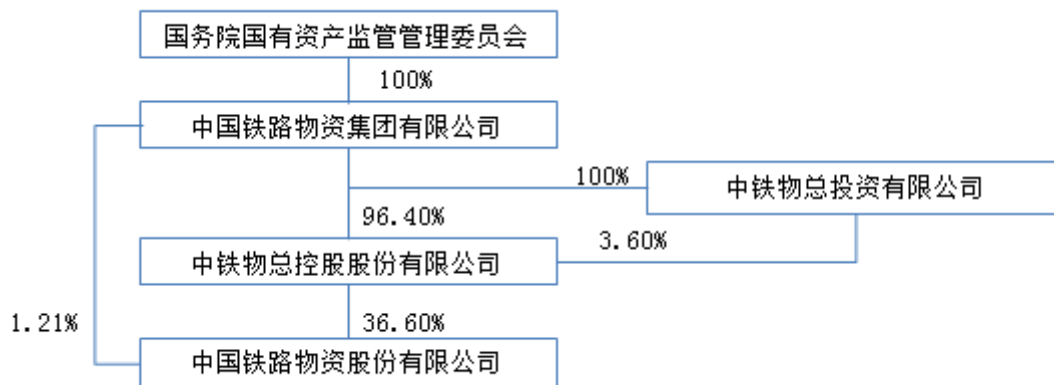 国务院国有资产监管管理委员会
100%
中国铁路物资集团有限公司
100%
中铁物总投资有限公司
96.40%
3.60%
中铁物总控股股份有限公司
1.21%
36.60%
中国铁路物资股份有限公司